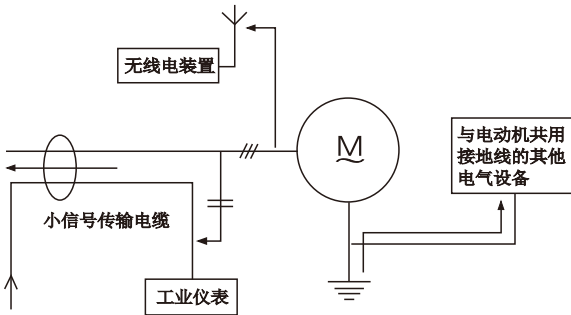 无线电装置
M
与电动机共用
接地线的其他
电气设备
小信号传输电缆
工业仪表